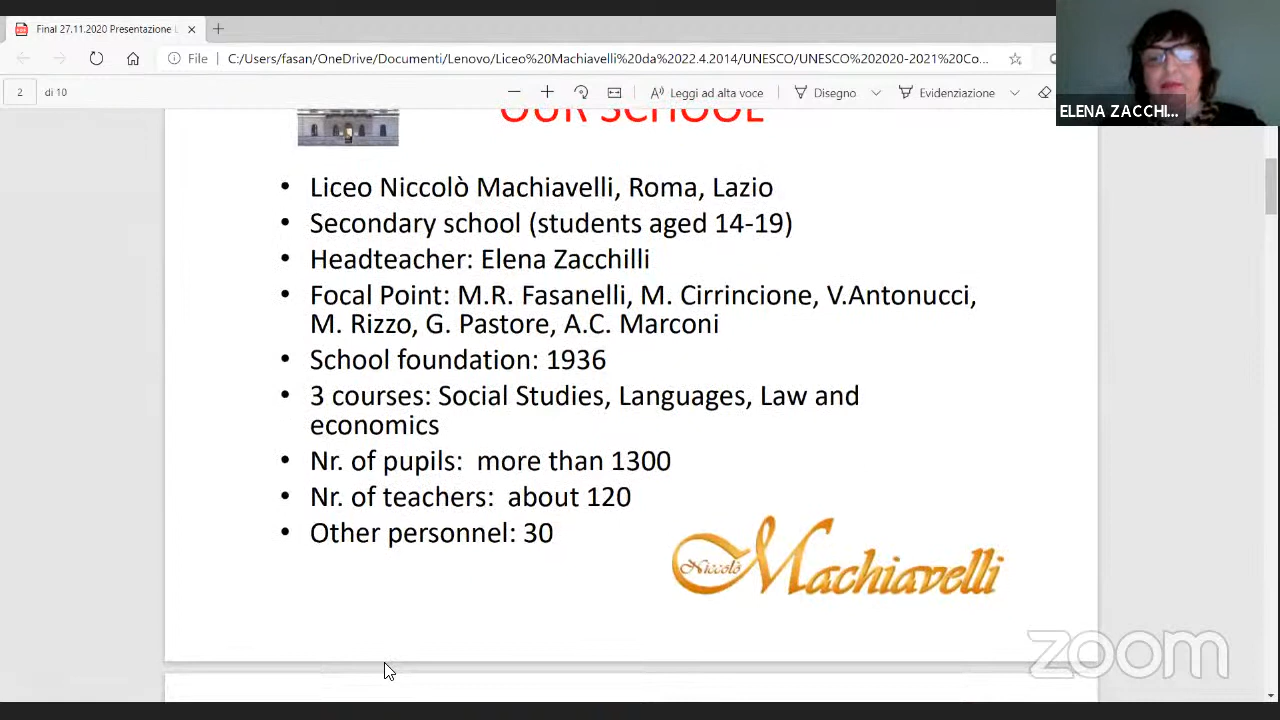 Final 27.11.2020 Presentazione L
File
C:/Users/fasan/OneDrive/Documenti/Lenovo/Liceo%20Machiavelli%20da%2022.4.2014/UNESCO/UNESCO%202020-2021%20Co...
2 di 10
Leggi ad alta voce
Disegno
Evidenziazione
ELENA ZACCHI...
OUR SCHOOL
• Liceo Niccolò Machiavelli, Roma, Lazio
• Secondary school (students aged 14-19)
• Headteacher: Elena Zacchilli
• Focal Point: M.R. Fasanelli, M. Cirrincione, V.Antonucci,
M. Rizzo, G. Pastore, A.C. Marconi
• School foundation: 1936
• 3 courses: Social Studies, Languages, Law and
economics
• Nr. of pupils: more than 1300
• Nr. of teachers: about 120
• Other personnel: 30
Niccolò Machiavelli
zoom